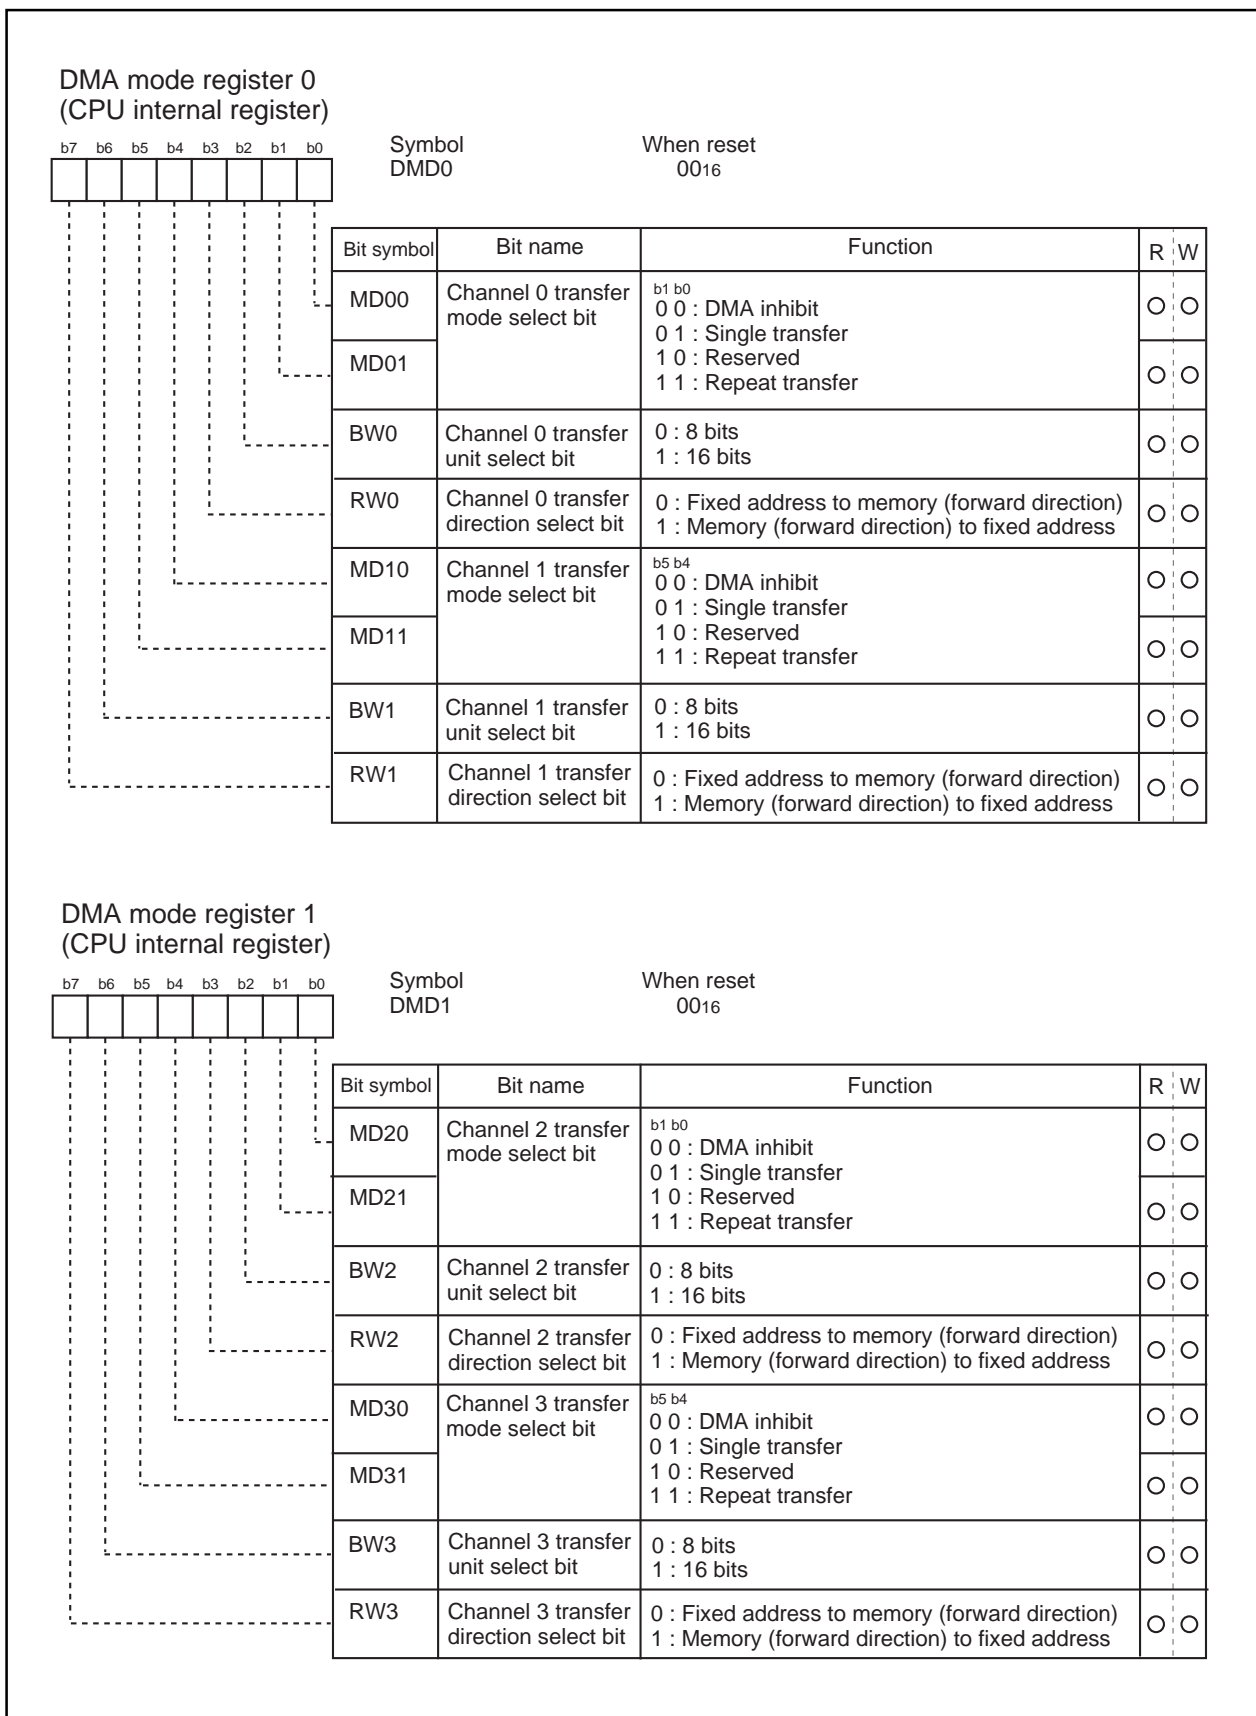 DMA mode register 0
(CPU internal register)
b7 b6 b5 b4 b3 b2 b1 b0
Symbol When reset
DMD0 0016
Bit symbol Bit name Function R W
MD00 Channel 0 transfer mode select bit b1 b0
0 0 : DMA inhibit
0 1 : Single transfer
1 0 : Reserved
1 1 : Repeat transfer
MD01
BW0 Channel 0 transfer unit select bit 0 : 8 bits
1 : 16 bits
RW0 Channel 0 transfer direction select bit 0 : Fixed address to memory (forward direction)
1 : Memory (forward direction) to fixed address
MD10 Channel 1 transfer mode select bit b5 b4
0 0 : DMA inhibit
0 1 : Single transfer
1 0 : Reserved
1 1 : Repeat transfer
MD11
BW1 Channel 1 transfer unit select bit 0 : 8 bits
1 : 16 bits
RW1 Channel 1 transfer direction select bit 0 : Fixed address to memory (forward direction)
1 : Memory (forward direction) to fixed address
DMA mode register 1
(CPU internal register)
b7 b6 b5 b4 b3 b2 b1 b0
Symbol When reset
DMD1 0016
Bit symbol Bit name Function R W
MD20 Channel 2 transfer mode select bit b1 b0
0 0 : DMA inhibit
0 1 : Single transfer
1 0 : Reserved
1 1 : Repeat transfer
MD21
BW2 Channel 2 transfer unit select bit 0 : 8 bits
1 : 16 bits
RW2 Channel 2 transfer direction select bit 0 : Fixed address to memory (forward direction)
1 : Memory (forward direction) to fixed address
MD30 Channel 3 transfer mode select bit b5 b4
0 0 : DMA inhibit
0 1 : Single transfer
1 0 : Reserved
1 1 : Repeat transfer
MD31
BW3 Channel 3 transfer unit select bit 0 : 8 bits
1 : 16 bits
RW3 Channel 3 transfer direction select bit 0 : Fixed address to memory (forward direction)
1 : Memory (forward direction) to fixed address